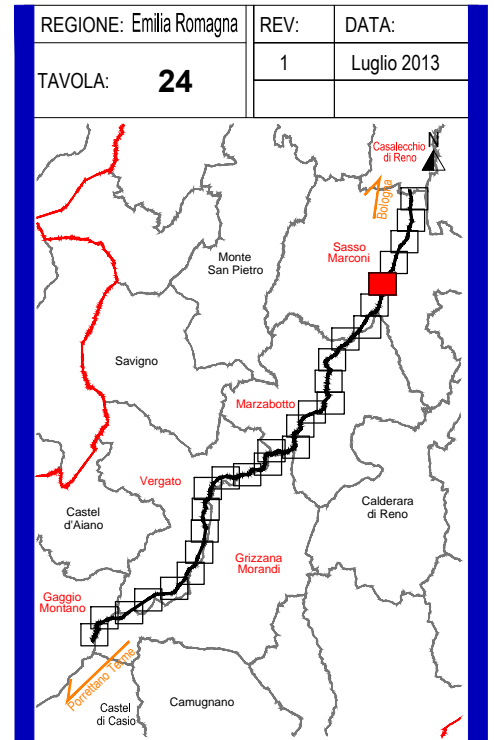 REGIONE: Emilia Romagna
REV:
DATA:
TAVOLA: 24
1
Luglio 2013
Casalecchio
di Reno
N
Bologna
Sasso
Marconi
Monte
San Pietro
Savigno
Marzabotto
Vergato
Castel
d'Aiano
Calderara
di Reno
Grizzana
Morandi
Gaggio
Montano
Porrettano Terme
Castel
di Casio
Camugnano